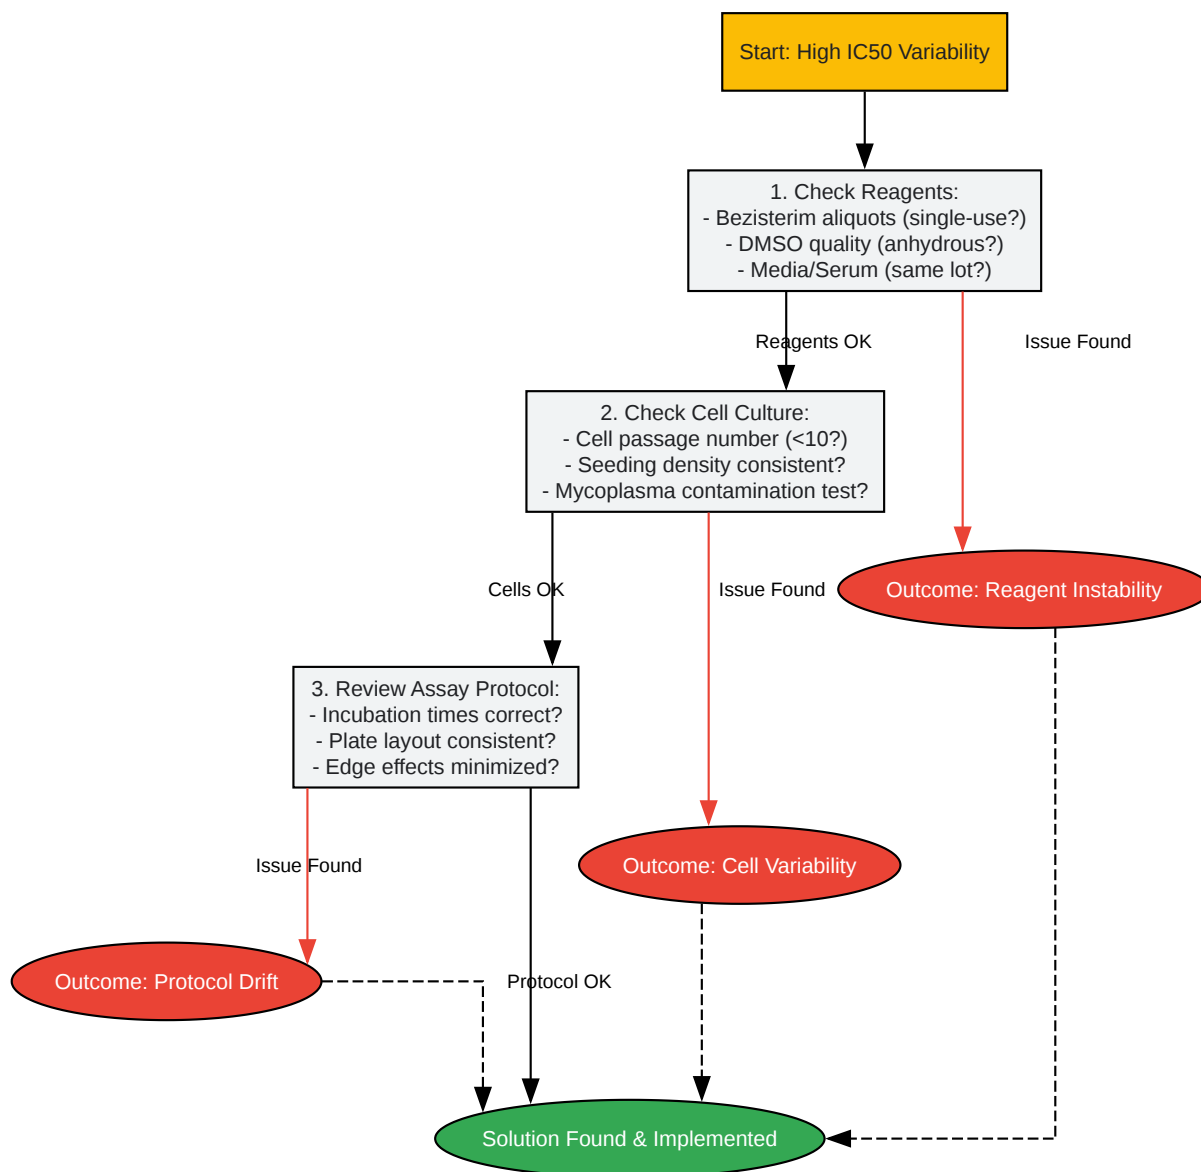 Start: High IC50 Variability
1. Check Reagents:
- Bezisterim aliquots (single-use?)
- DMSO quality (anhydrous?)
- Media/Serum (same lot?)
Reagents OK
Issue Found
2. Check Cell Culture:
- Cell passage number (<10?)
- Seeding density consistent?
- Mycoplasma contamination test?
Cells OK
Issue Found
Outcome: Reagent Instability
3. Review Assay Protocol:
- Incubation times correct?
- Plate layout consistent?
- Edge effects minimized?
Issue Found
Outcome: Cell Variability
Outcome: Protocol Drift
Protocol OK
Solution Found & Implemented